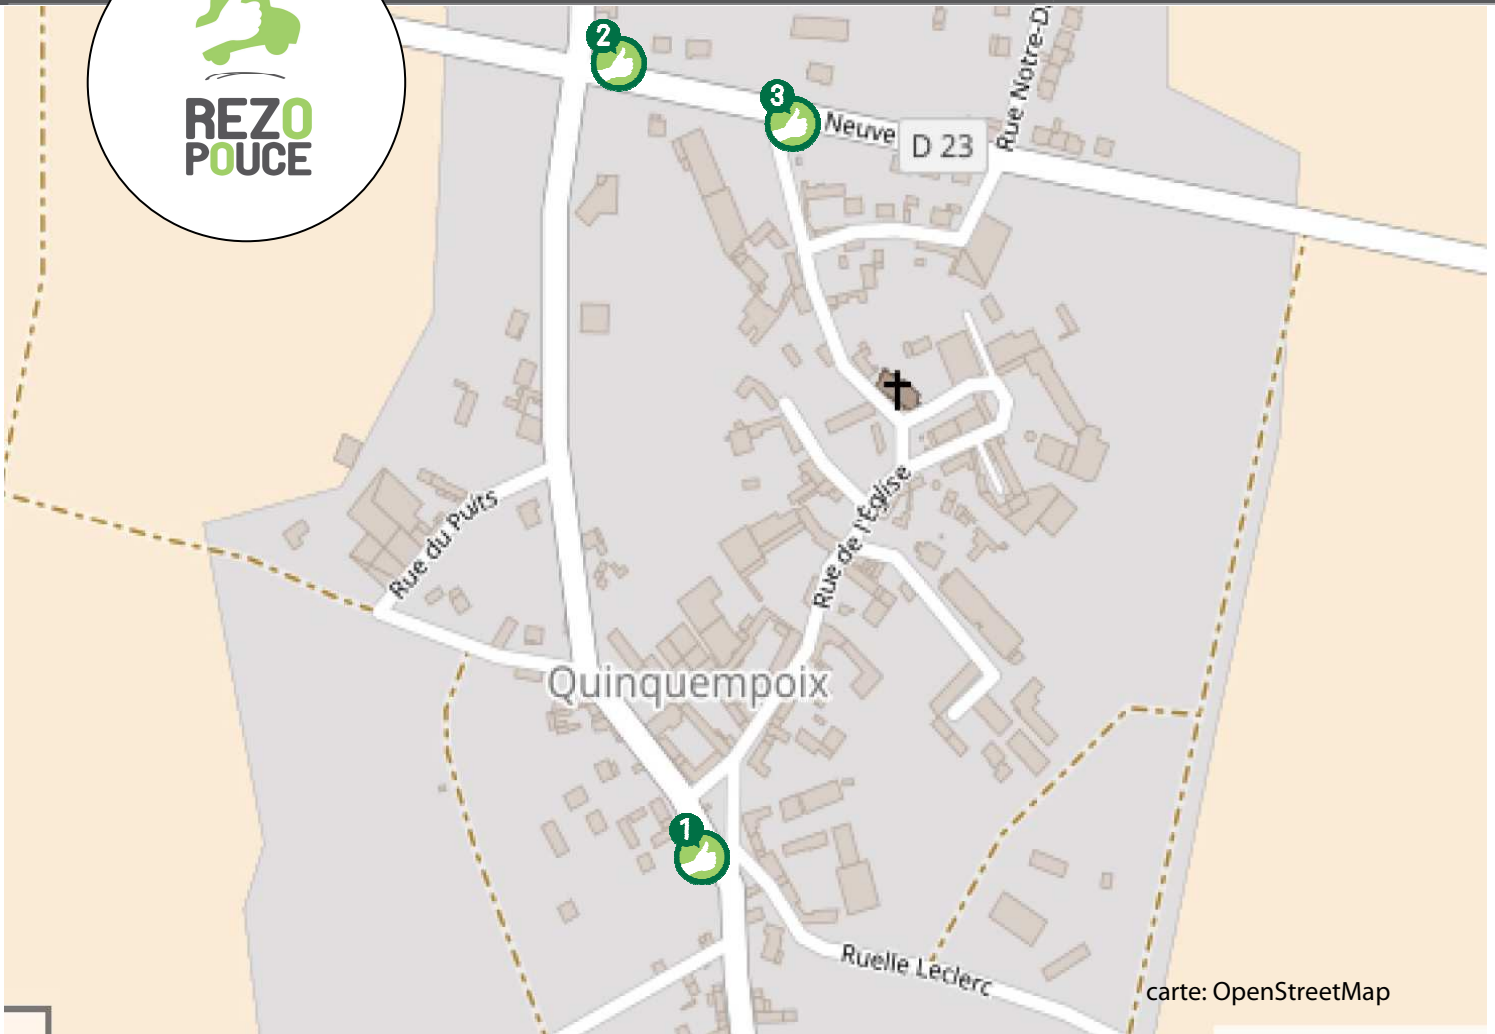 REZO
POUCE
2
3
Neuve
D 23
Rue Notre-D
Rue du Puits
Rue de l'Église
Quinquempoix
1
Ruelle Leclerc
carte: OpenStreetMap